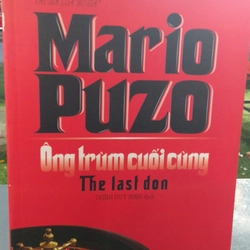 Mario
PUZO
Ông trùm cuối cùng
The last don